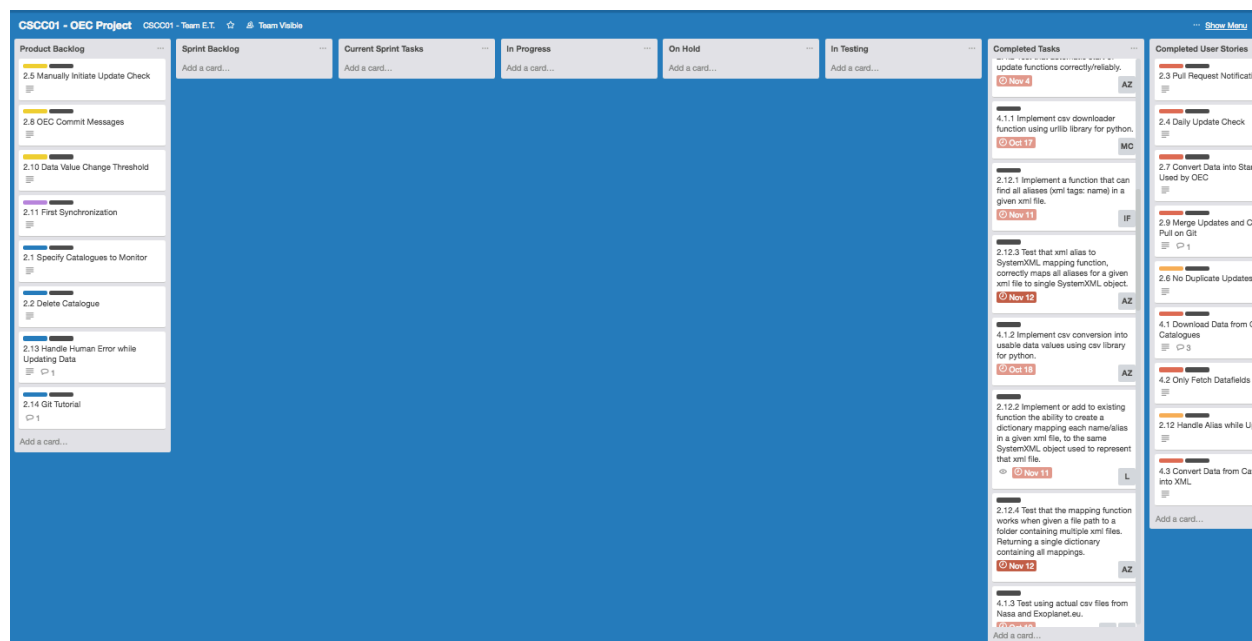 CSCC01 - OEC Project CSCC01 - Team E.T. Team Visible
... Show Menu
Product Backlog ...
2.5 Manually Initiate Update Check
2.8 OEC Commit Messages
2.10 Data Value Change Threshold
2.11 First Synchronization
2.1 Specify Catalogues to Monitor
2.2 Delete Catalogue
2.13 Handle Human Error while
Updating Data
1
2.14 Git Tutorial
1
Add a card...
Sprint Backlog ...
Add a card...
Current Sprint Tasks ...
Add a card...
In Progress ...
Add a card...
On Hold ...
Add a card...
In Testing ...
Add a card...
Completed Tasks ...
update functions correctly/reliably.
Nov 4
AZ
4.1.1 Implement csv downloader
function using urllib library for python.
Oct 17
MC
2.12.1 Implement a function that can
find all aliases (xml tags: name) in a
given xml file.
Nov 11
IF
2.12.3 Test that xml alias to
SystemXML mapping function,
correctly maps all aliases for a given
xml file to single SystemXML object.
Nov 12
AZ
4.1.2 Implement csv conversion into
usable data values using csv library
for python.
Oct 18
AZ
2.12.2 Implement or add to existing
function the ability to create a
dictionary mapping each name/alias
in a given xml file, to the same
SystemXML object used to represent
that xml file.
Nov 11
L
2.12.4 Test that the mapping function
works when given a file path to a
folder containing multiple xml files.
Returning a single dictionary
containing all mappings.
Nov 12
AZ
4.1.3 Test using actual csv files from
Nasa and Exoplanet.eu.
Add a card...
Completed User Stories
2.3 Pull Request Notificati
2.4 Daily Update Check
2.7 Convert Data into Star
Used by OEC
2.9 Merge Updates and C
Pull on Git
1
2.6 No Duplicate Updates
4.1 Download Data from
Catalogues
3
4.2 Only Fetch Datafields
2.12 Handle Alias while U
4.3 Convert Data from Ca
into XML
Add a card...